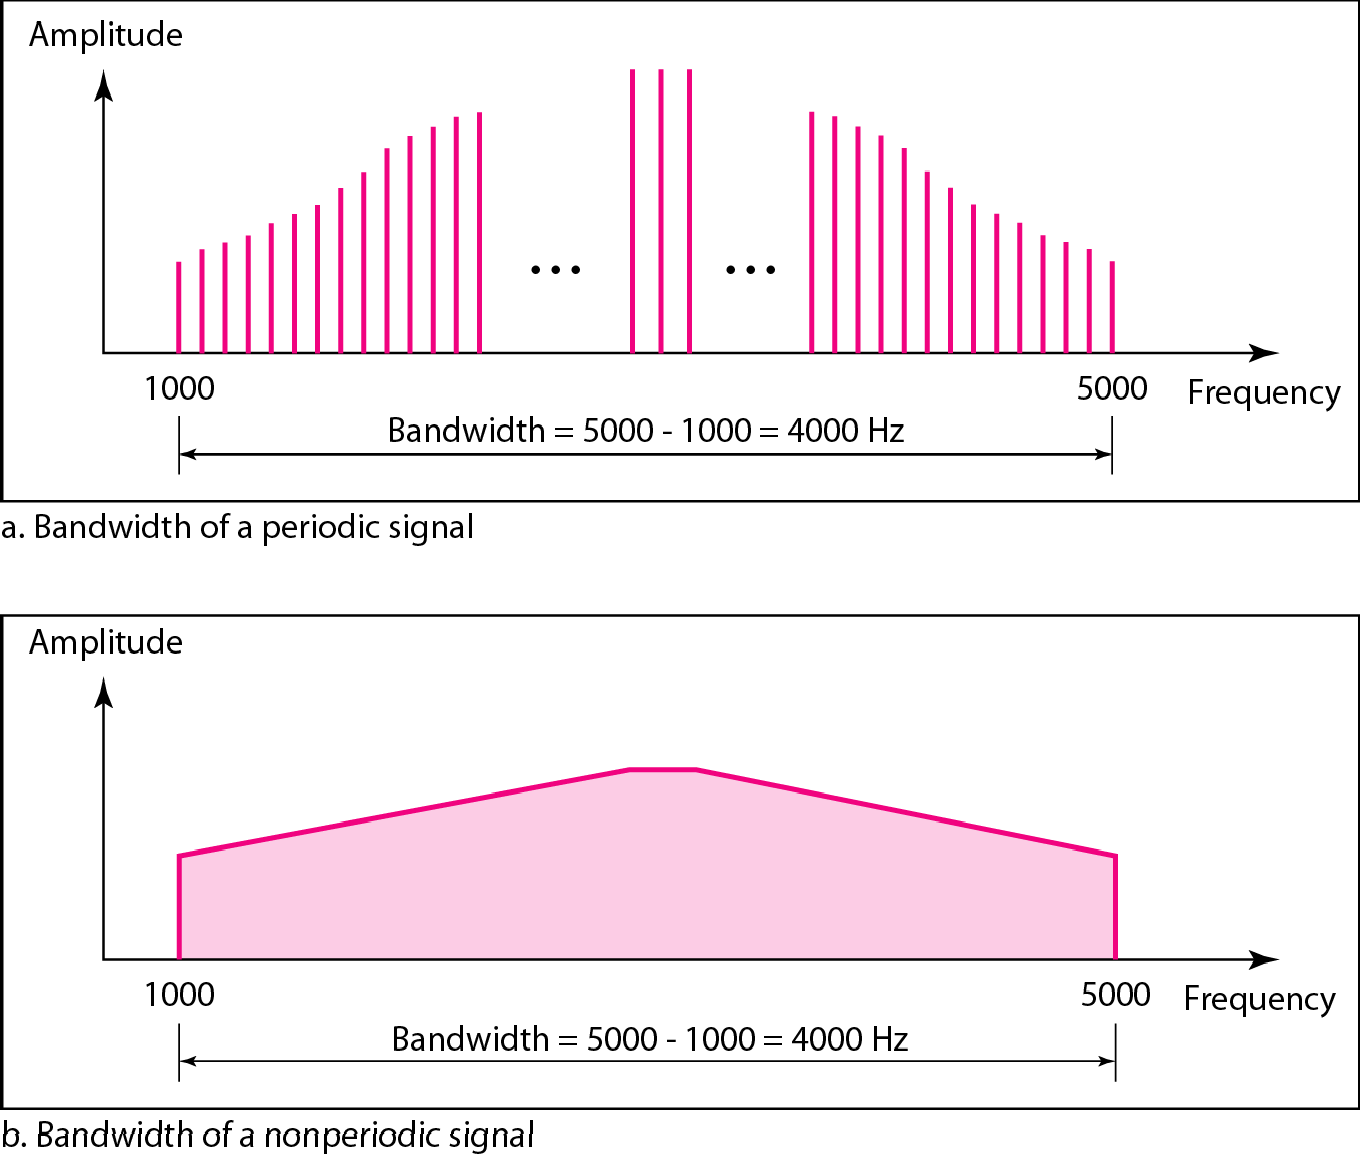 Amplitude
1000
5000
Frequency
Bandwidth = 5000 - 1000 = 4000 Hz
a. Bandwidth of a periodic signal
Amplitude
1000
5000
Frequency
Bandwidth = 5000 - 1000 = 4000 Hz
b. Bandwidth of a nonperiodic signal